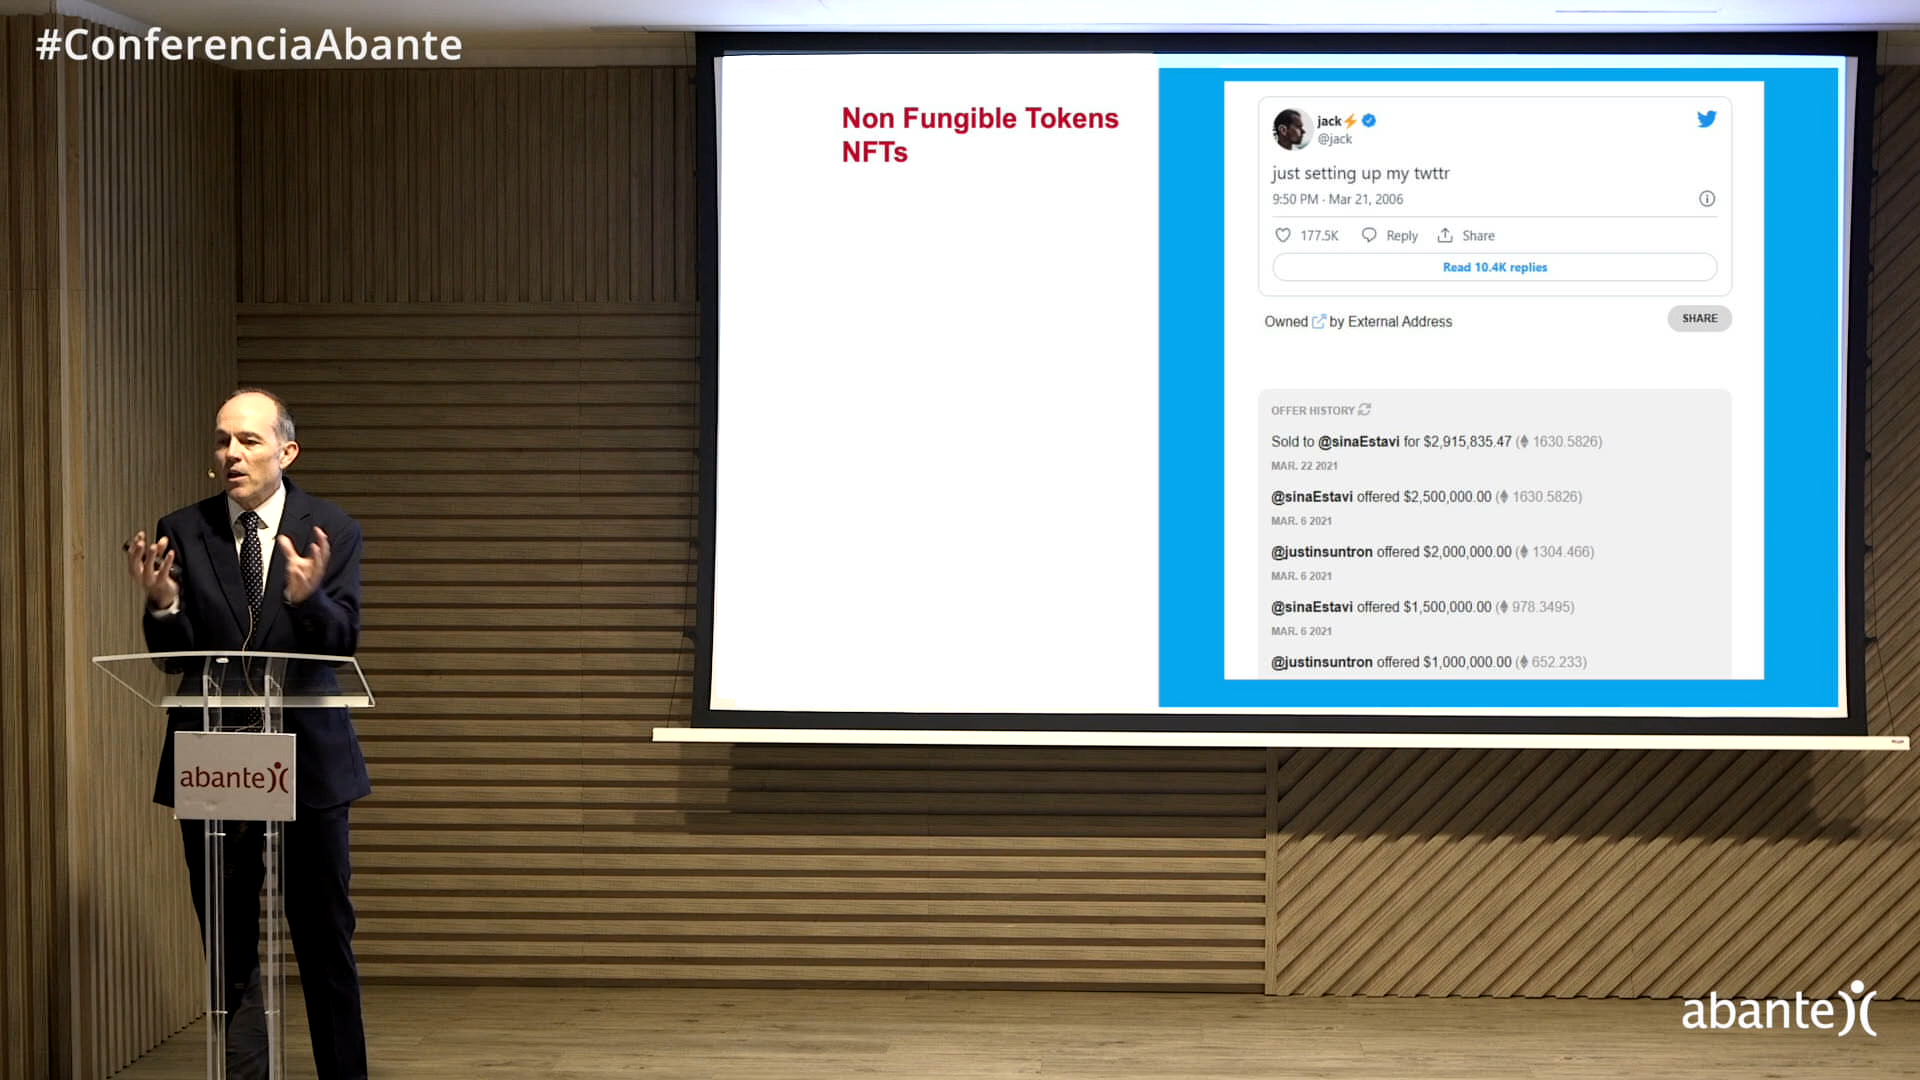 #ConferenciaAbante
Non Fungible Tokens
NFTs
jack
@jack
just setting up my twttr
9:50 PM · Mar 21, 2006
177.5K Reply Share
Read 10.4K replies
Owned by External Address
SHARE
OFFER HISTORY
Sold to @sinaEstavi for $2,915,835.47 (1630.5826)
MAR. 22 2021
@sinaEstavi offered $2,500,000.00 (1630.5826)
MAR. 6 2021
@justinsuntron offered $2,000,000.00 (1304.466)
MAR. 6 2021
@sinaEstavi offered $1,500,000.00 (978.3495)
MAR. 6 2021
@justinsuntron offered $1,000,000.00 (652.233)
abante
abante